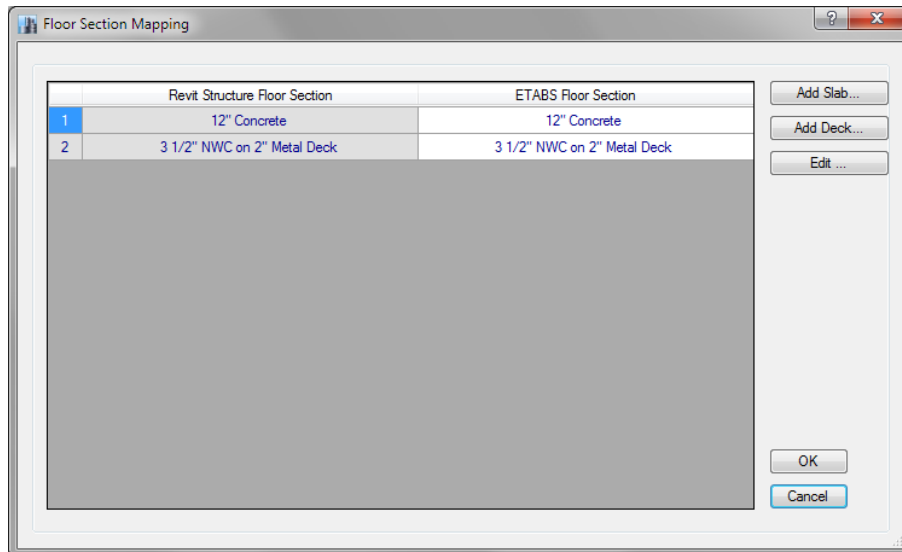 Floor Section Mapping
?
X
Revit Structure Floor Section ETABS Floor Section
1 12" Concrete 12" Concrete
2 3 1/2" NWC on 2" Metal Deck 3 1/2" NWC on 2" Metal Deck
Add Slab...
Add Deck...
Edit ...
OK
Cancel